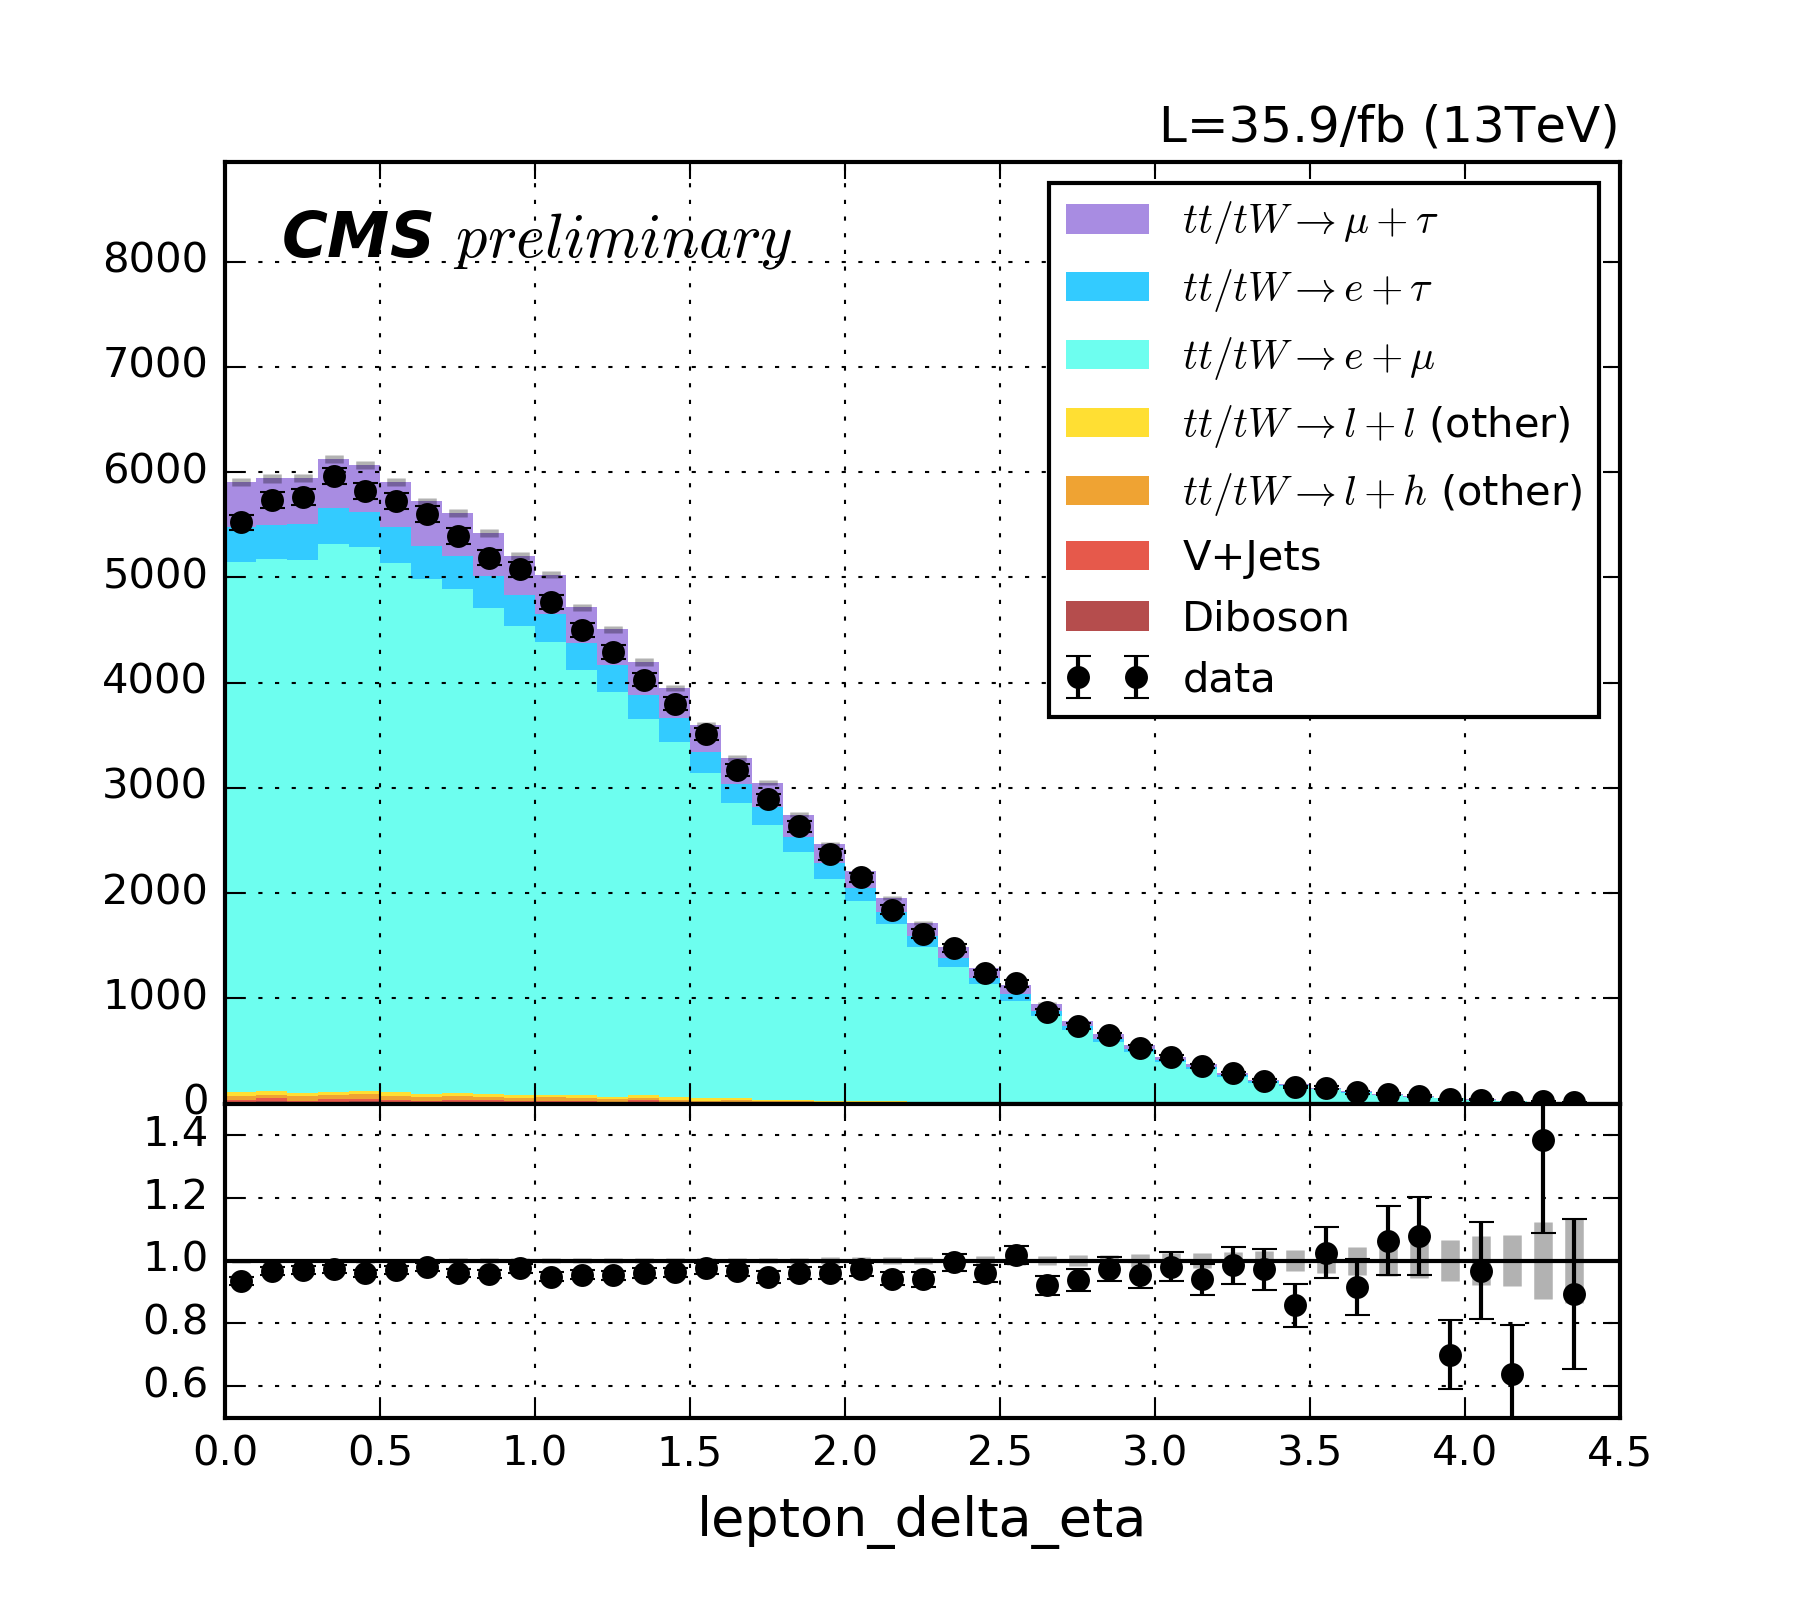 L=35.9/fb (13TeV)
CMS preliminary
8000
7000
6000
5000
4000
3000
2000
1000
0
tt/tW→μ+τ
tt/tW→e+τ
tt/tW→e+μ
tt/tW→l+l (other)
tt/tW→l+h (other)
V+Jets
Diboson
data
1.4
1.2
1.0
0.8
0.6
0.0 0.5 1.0 1.5 2.0 2.5 3.0 3.5 4.0 4.5
lepton_delta_eta